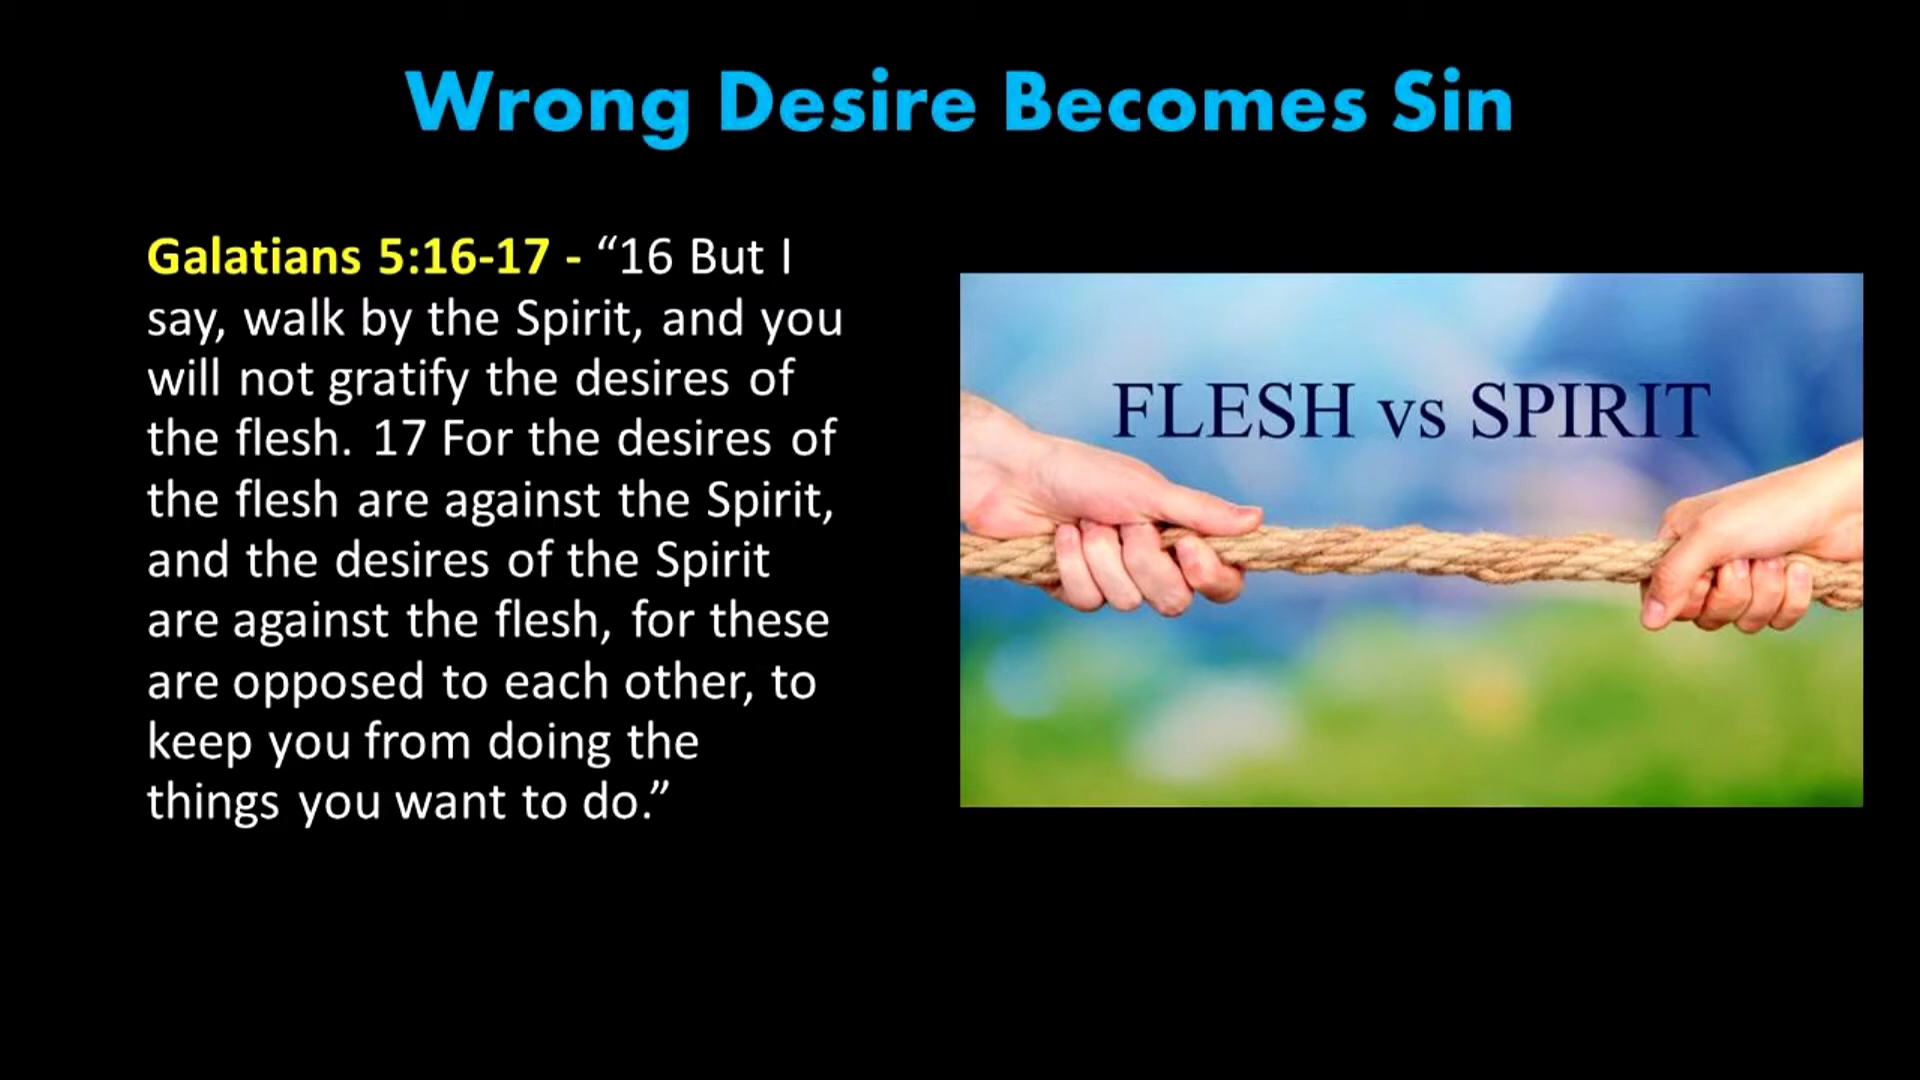 Wrong Desire Becomes Sin
Galatians 5:16-17 - “16 But I
say, walk by the Spirit, and you
will not gratify the desires of
the flesh. 17 For the desires of
the flesh are against the Spirit,
and the desires of the Spirit
are against the flesh, for these
are opposed to each other, to
keep you from doing the
things you want to do.”
FLESH vs SPIRIT